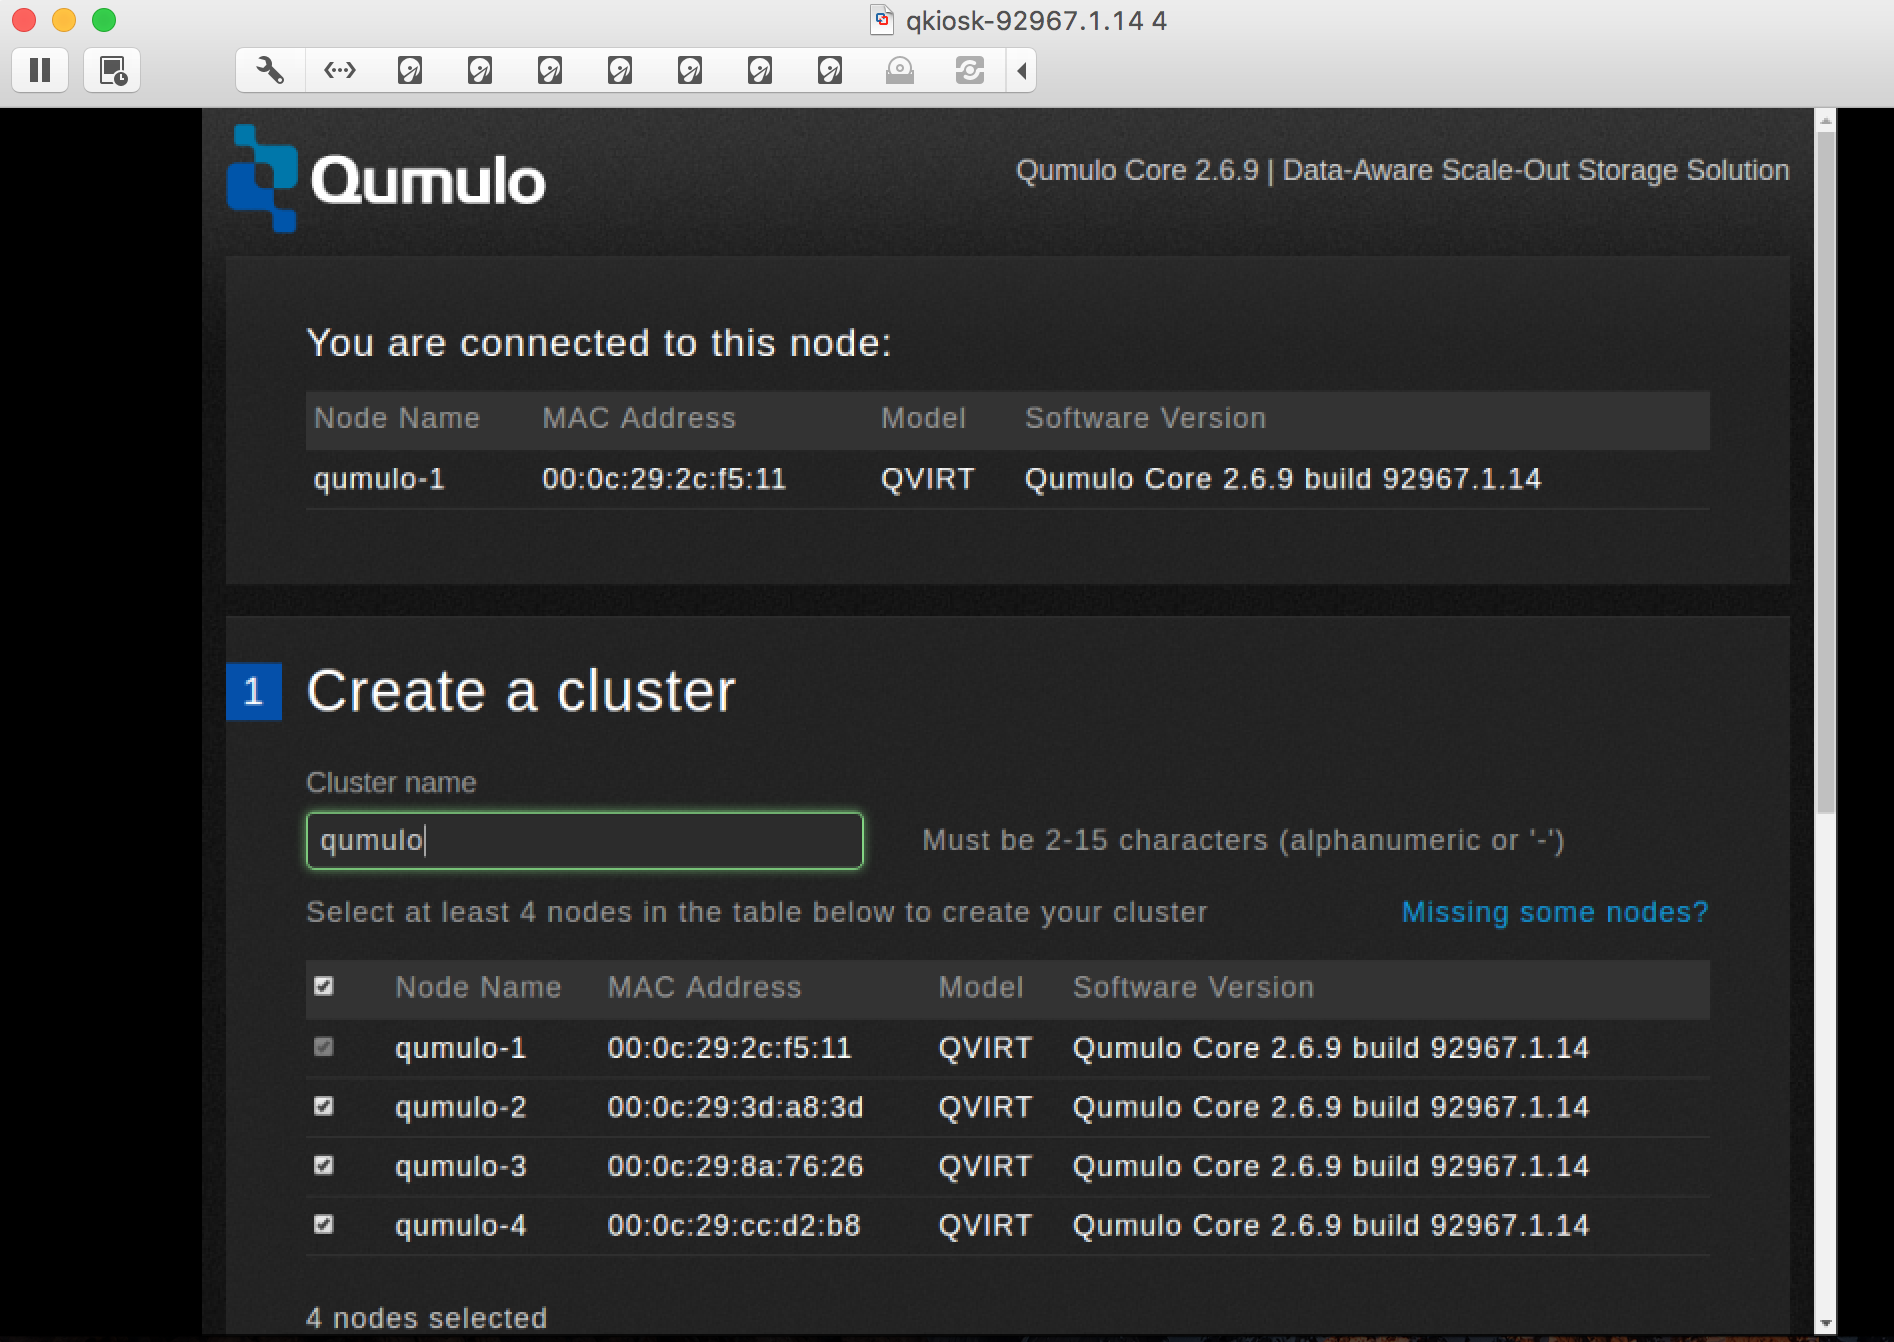 qkiosk-92967.1.14 4
Qumulo
Qumulo Core 2.6.9 | Data-Aware Scale-Out Storage Solution
You are connected to this node:
Node Name MAC Address Model Software Version
qumulo-1 00:0c:29:2c:f5:11 QVIRT Qumulo Core 2.6.9 build 92967.1.14
1 Create a cluster
Cluster name
qumulo Must be 2-15 characters (alphanumeric or '-')
Select at least 4 nodes in the table below to create your cluster Missing some nodes?
Node Name MAC Address Model Software Version
qumulo-1 00:0c:29:2c:f5:11 QVIRT Qumulo Core 2.6.9 build 92967.1.14
qumulo-2 00:0c:29:3d:a8:3d QVIRT Qumulo Core 2.6.9 build 92967.1.14
qumulo-3 00:0c:29:8a:76:26 QVIRT Qumulo Core 2.6.9 build 92967.1.14
qumulo-4 00:0c:29:cc:d2:b8 QVIRT Qumulo Core 2.6.9 build 92967.1.14
4 nodes selected